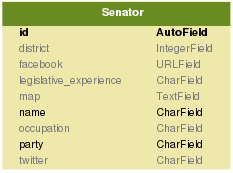 Senator
id AutoField
district IntegerField
facebook URLField
legislative_experience CharField
map TextField
name CharField
occupation CharField
party CharField
twitter CharField